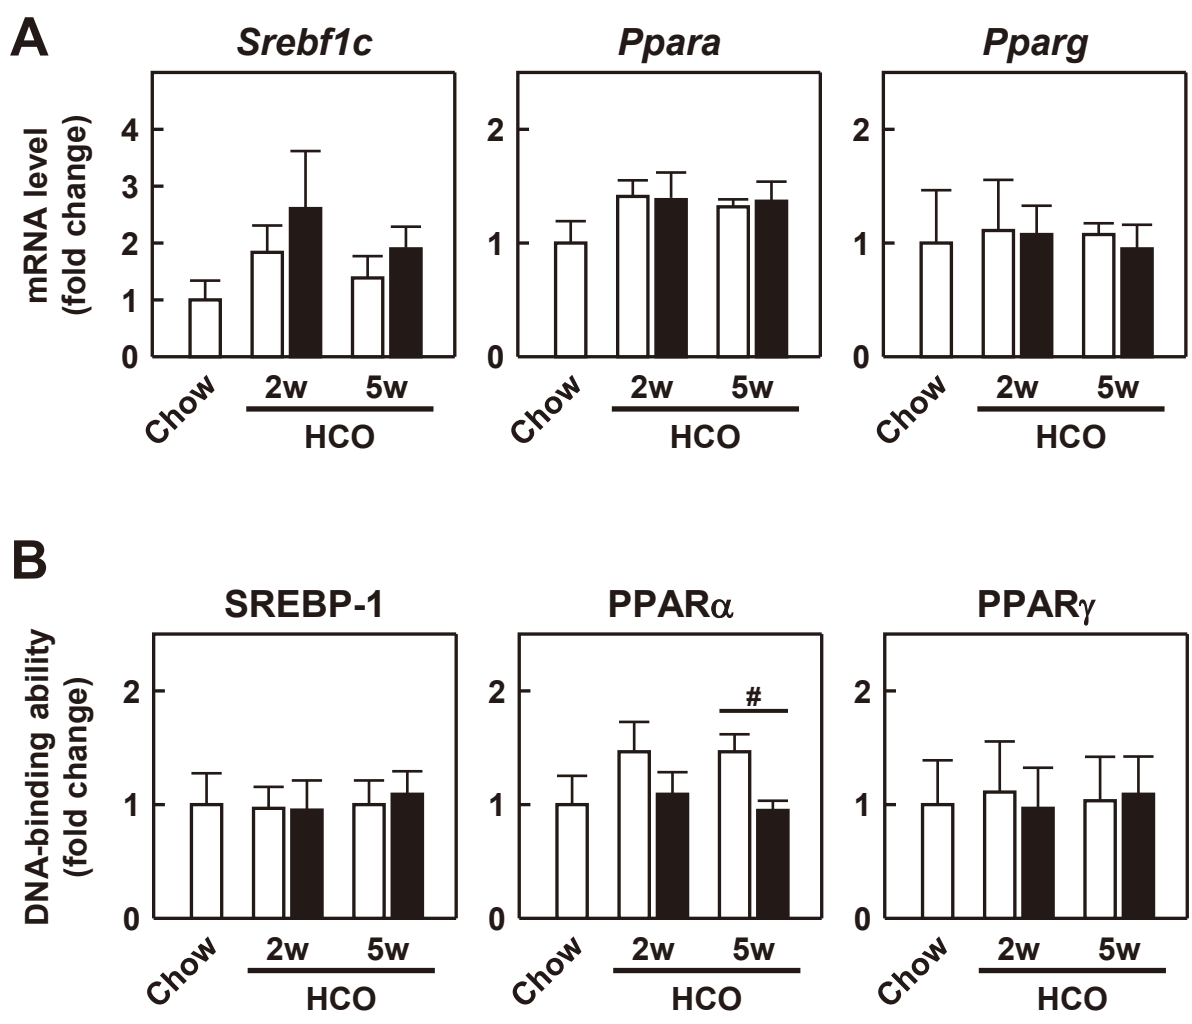 A
Srebf1c
Ppara
Pparg
mRNA level
(fold change)
4
3
2
1
0
2
1
0
2
1
0
Chow
2w
5w
HCO
Chow
2w
5w
HCO
Chow
2w
5w
HCO
B
SREBP-1
PPARα
PPARγ
DNA-binding ability
(fold change)
2
1
0
2
1
0
#
2
1
0
Chow
2w
5w
HCO
Chow
2w
5w
HCO
Chow
2w
5w
HCO